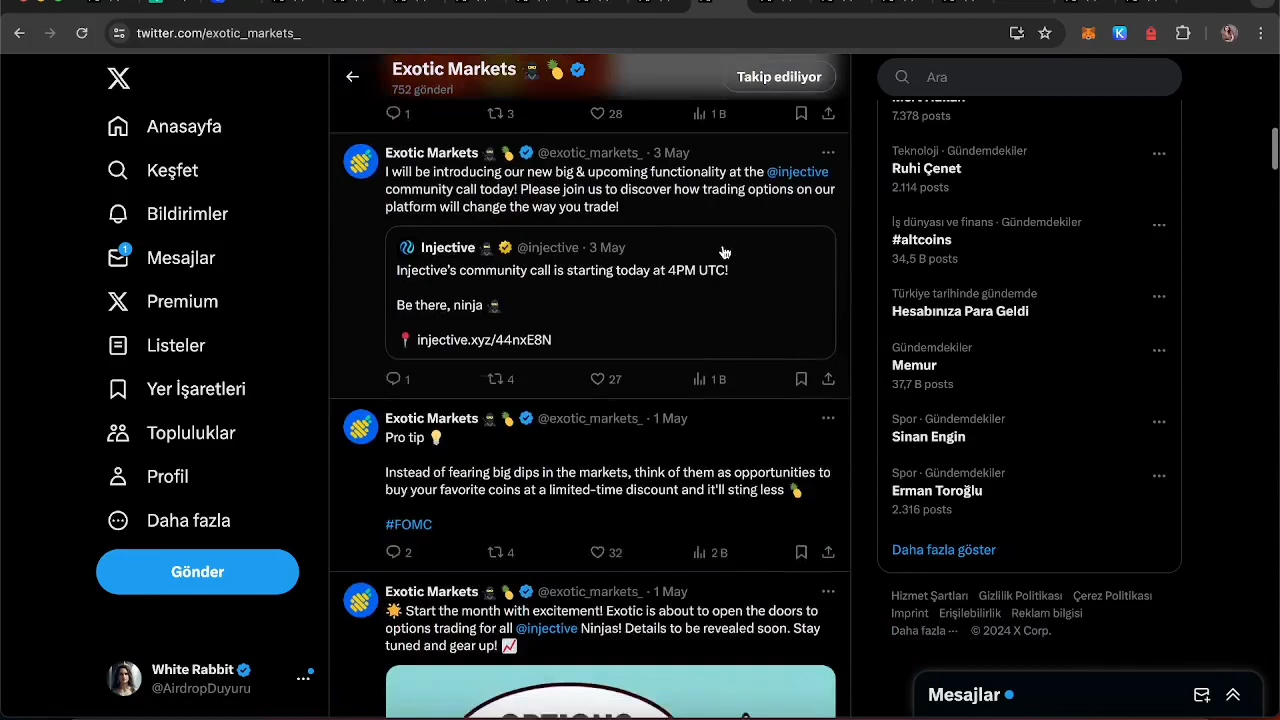 twitter.com/exotic_markets_
Anasayfa
Keşfet
Bildirimler
1
Mesajlar
Premium
Listeler
Yer İşaretleri
Topluluklar
Profil
Daha fazla
Gönder
White Rabbit
@AirdropDuyuru
Exotic Markets
752 gönderi
Takip ediliyor
1 3 28 1 B
Exotic Markets @exotic_markets_ · 3 May
I will be introducing our new big & upcoming functionality at the @injective
community call today! Please join us to discover how trading options on our
platform will change the way you trade!
Injective @injective · 3 May
Injective's community call is starting today at 4PM UTC!
Be there, ninja
injective.xyz/44nxE8N
1 4 27 1 B
Exotic Markets @exotic_markets_ · 1 May
Pro tip
Instead of fearing big dips in the markets, think of them as opportunities to
buy your favorite coins at a limited-time discount and it'll sting less
#FOMC
2 4 32 2 B
Exotic Markets @exotic_markets_ · 1 May
Start the month with excitement! Exotic is about to open the doors to
options trading for all @injective Ninjas! Details to be revealed soon. Stay
tuned and gear up!
Ara
7.378 posts
Teknoloji · Gündemdekiler
Ruhi Çenet
2.114 posts
İş dünyası ve finans · Gündemdekiler
#altcoins
34,5 B posts
Türkiye tarihinde gündemde
Hesabınıza Para Geldi
Gündemdekiler
Memur
37,7 B posts
Spor · Gündemdekiler
Sinan Engin
Spor · Gündemdekiler
Erman Toroğlu
2.316 posts
Daha fazla göster
Hizmet Şartları Gizlilik Politikası Çerez Politikası
Imprint Erişilebilirlik Reklam bilgisi
Daha fazla ··· © 2024 X Corp.
Mesajlar